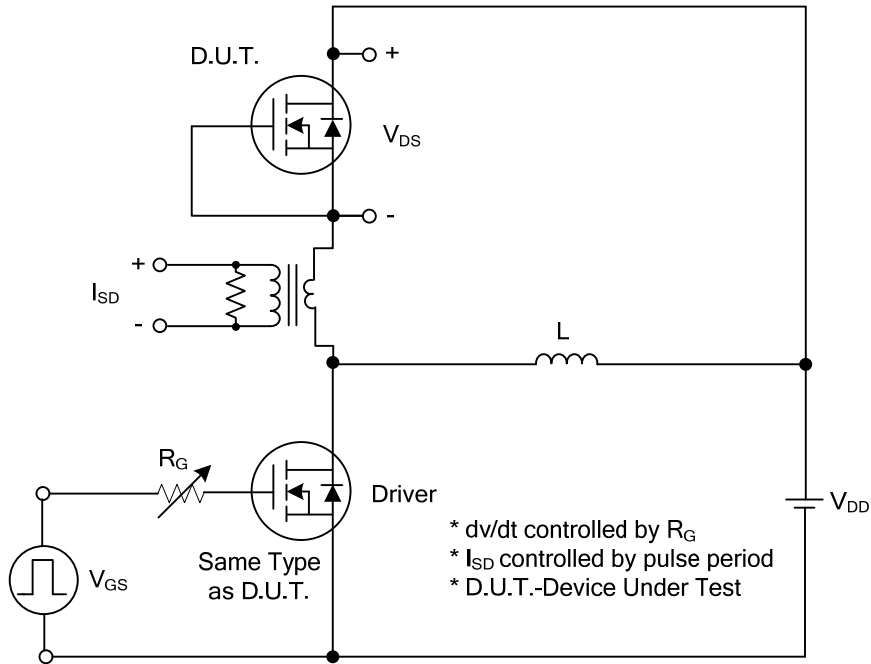 D.U.T.
+
VDS
-
+
ISD
-
L
RG
Driver
VDD
Same Type
as D.U.T.
VGS
* dv/dt controlled by RG
* ISD controlled by pulse period
* D.U.T.-Device Under Test